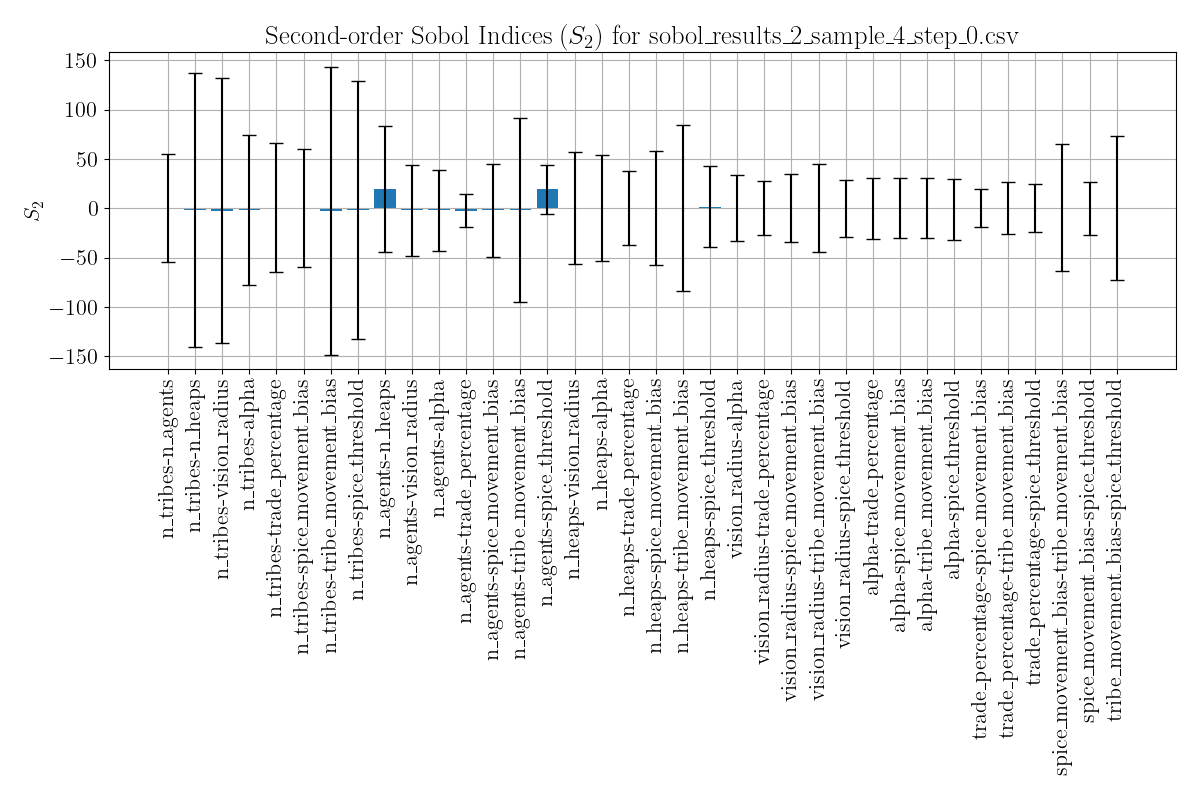 Second-order Sobol Indices (S₂) for sobol_results_2_sample_4_step_0.csv
S₂
150
100
50
0
−50
−100
−150
n_tribes-n_agents
n_tribes-n_heaps
n_tribes-vision_radius
n_tribes-alpha
n_tribes-trade_percentage
n_tribes-spice_movement_bias
n_tribes-tribe_movement_bias
n_tribes-spice_threshold
n_agents-n_heaps
n_agents-vision_radius
n_agents-alpha
n_agents-trade_percentage
n_agents-spice_movement_bias
n_agents-tribe_movement_bias
n_agents-spice_threshold
n_heaps-vision_radius
n_heaps-alpha
n_heaps-trade_percentage
n_heaps-spice_movement_bias
n_heaps-tribe_movement_bias
n_heaps-spice_threshold
vision_radius-alpha
vision_radius-trade_percentage
vision_radius-spice_movement_bias
vision_radius-tribe_movement_bias
vision_radius-spice_threshold
alpha-trade_percentage
alpha-spice_movement_bias
alpha-tribe_movement_bias
alpha-spice_threshold
trade_percentage-spice_movement_bias
trade_percentage-tribe_movement_bias
trade_percentage-spice_threshold
spice_movement_bias-tribe_movement_bias
spice_movement_bias-spice_threshold
tribe_movement_bias-spice_threshold